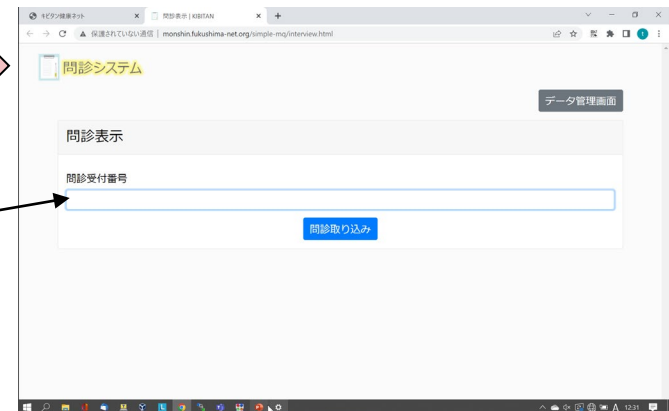 キビタン健康ネット
問診表示 | KIBITAN
保護されていない通信 | monshin.fukushima-net.org/simple-mq/interview.html
問診システム
データ管理画面
問診表示
問診受付番号
問診取り込み
12:31